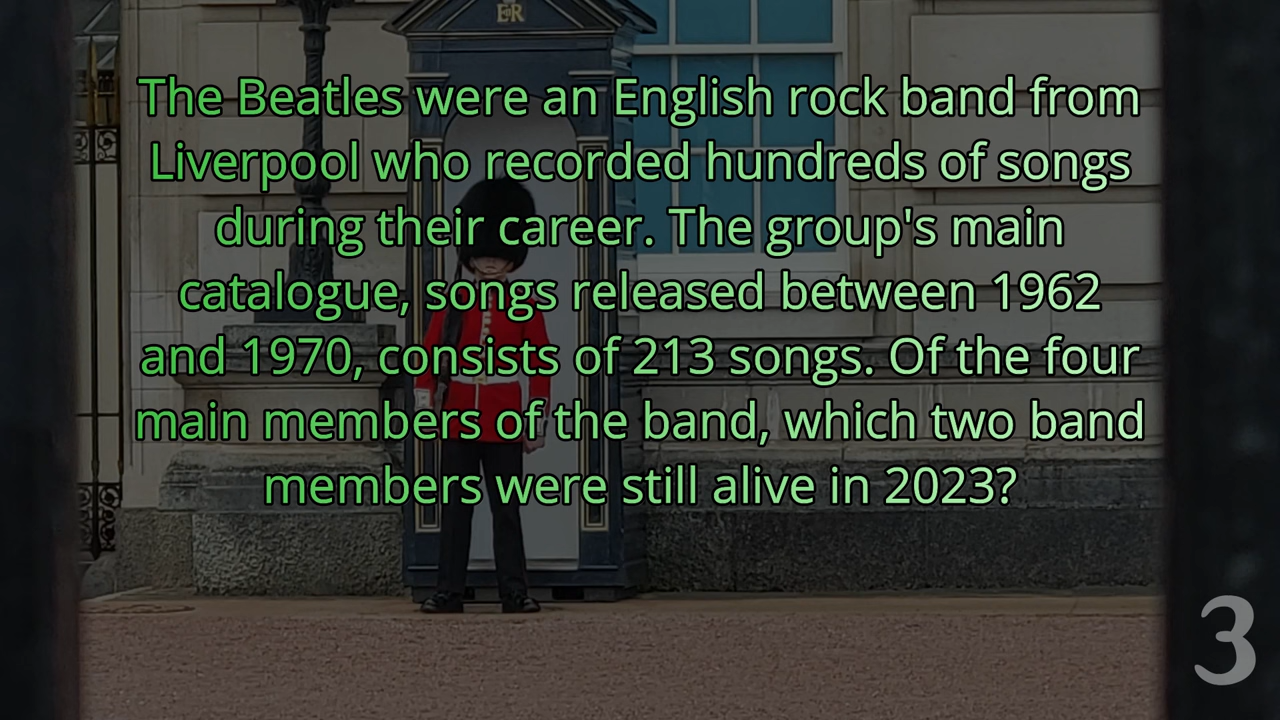 ER
The Beatles were an English rock band from
Liverpool who recorded hundreds of songs
during their career. The group's main
catalogue, songs released between 1962
and 1970, consists of 213 songs. Of the four
main members of the band, which two band
members were still alive in 2023?
3